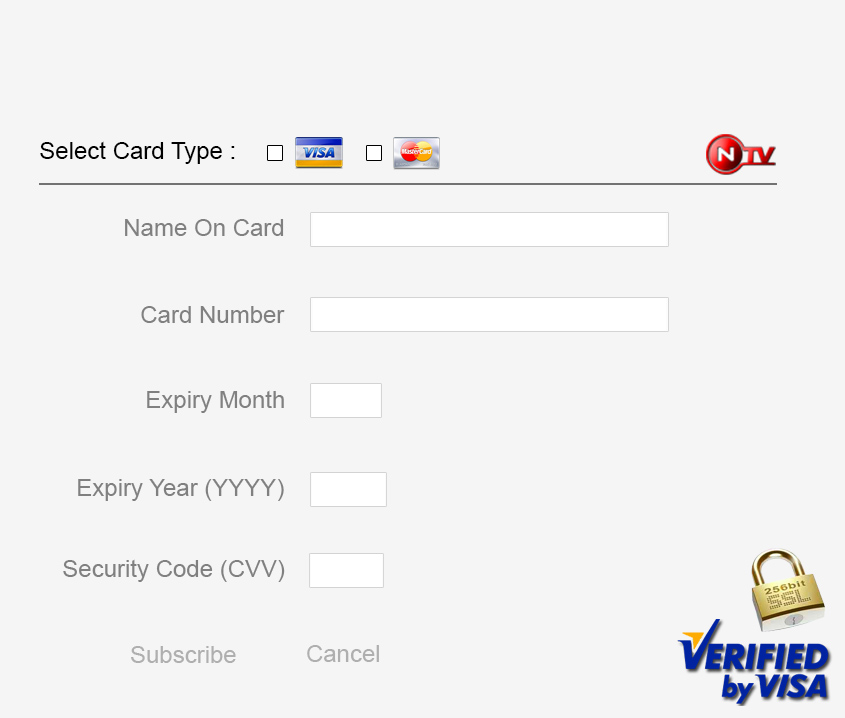 Select Card Type :
VISA
MasterCard
N TV
Name On Card
Card Number
Expiry Month
Expiry Year (YYYY)
Security Code (CVV)
256bit
SSL
Subscribe
Cancel
VERIFIED
by VISA